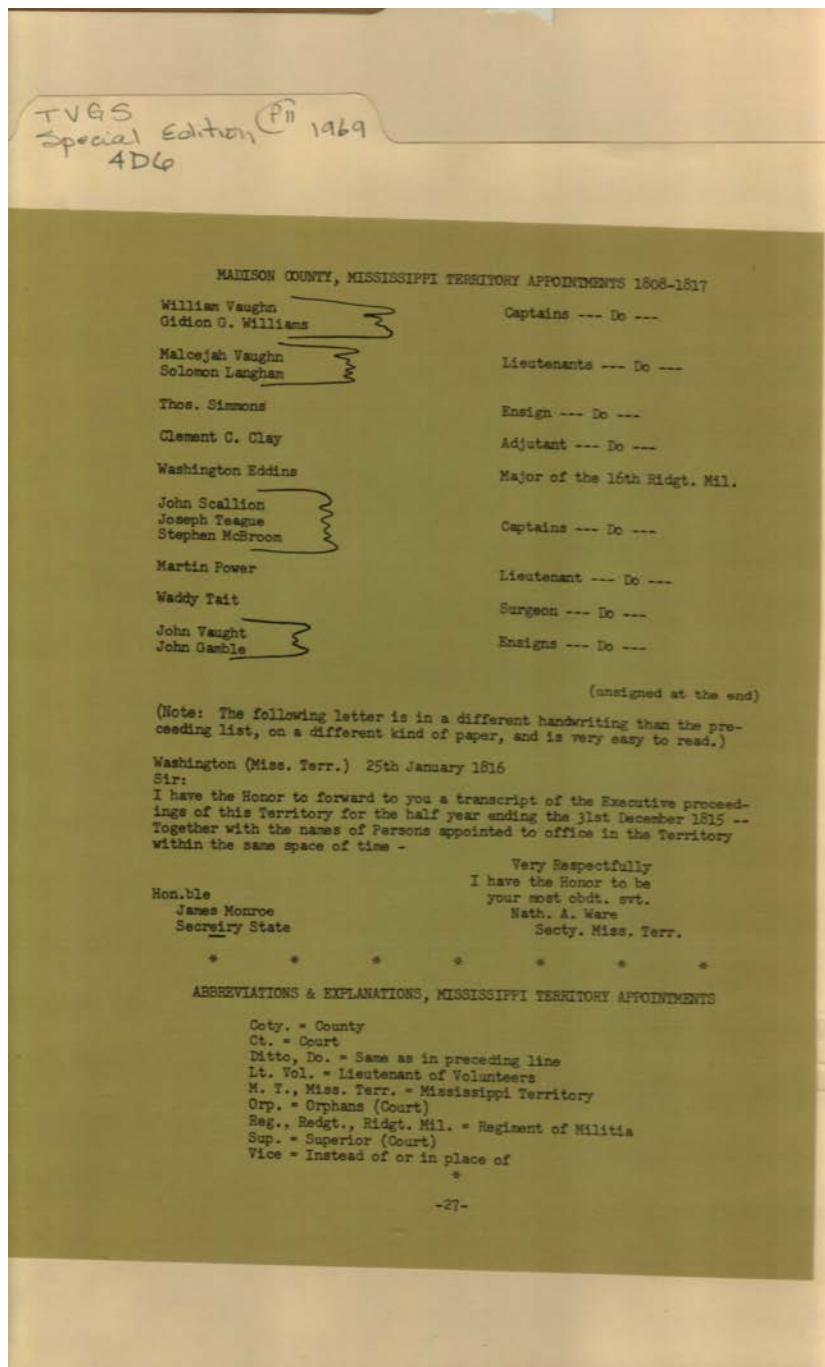 TVGS
Special Edition P11 1969
4D6
MADISON COUNTY, MISSISSIPPI TERRITORY APPOINTMENTS 1808-1817
William Vaughn
Gidion G. Williams Captains --- Do ---
Malcejah Vaughn
Solomon Langham Lieutenants --- Do ---
Thos. Simmons Ensign --- Do ---
Clement C. Clay Adjutant --- Do ---
Washington Eddins Major of the 16th Ridgt. Mil.
John Scallion
Joseph Teague Captains --- Do ---
Stephen McBroom
Martin Power Lieutenant --- Do ---
Waddy Tait Surgeon --- Do ---
John Vaught
John Gamble Ensigns --- Do ---
(unsigned at the end)
(Note: The following letter is in a different handwriting than the pre-
ceeding list, on a different kind of paper, and is very easy to read.)
Washington (Miss. Terr.) 25th January 1816
Sir:
I have the Honor to forward to you a transcript of the Executive proceed-
ings of this Territory for the half year ending the 31st December 1815 --
Together with the names of Persons appointed to office in the Territory
within the same space of time -
Very Respectfully
I have the Honor to be
your most obdt. svt.
Nath. A. Ware
Secty. Miss. Terr.
Hon.ble
James Monroe
Secreiry State
* * * * * * *
ABBREVIATIONS & EXPLANATIONS, MISSISSIPPI TERRITORY APPOINTMENTS
Coty. = County
Ct. = Court
Ditto, Do. = Same as in preceding line
Lt. Vol. = Lieutenant of Volunteers
M. T., Miss. Terr. = Mississippi Territory
Orp. = Orphans (Court)
Reg., Redgt., Ridgt. Mil. = Regiment of Militia
Sup. = Superior (Court)
Vice = Instead of or in place of
*
-27-